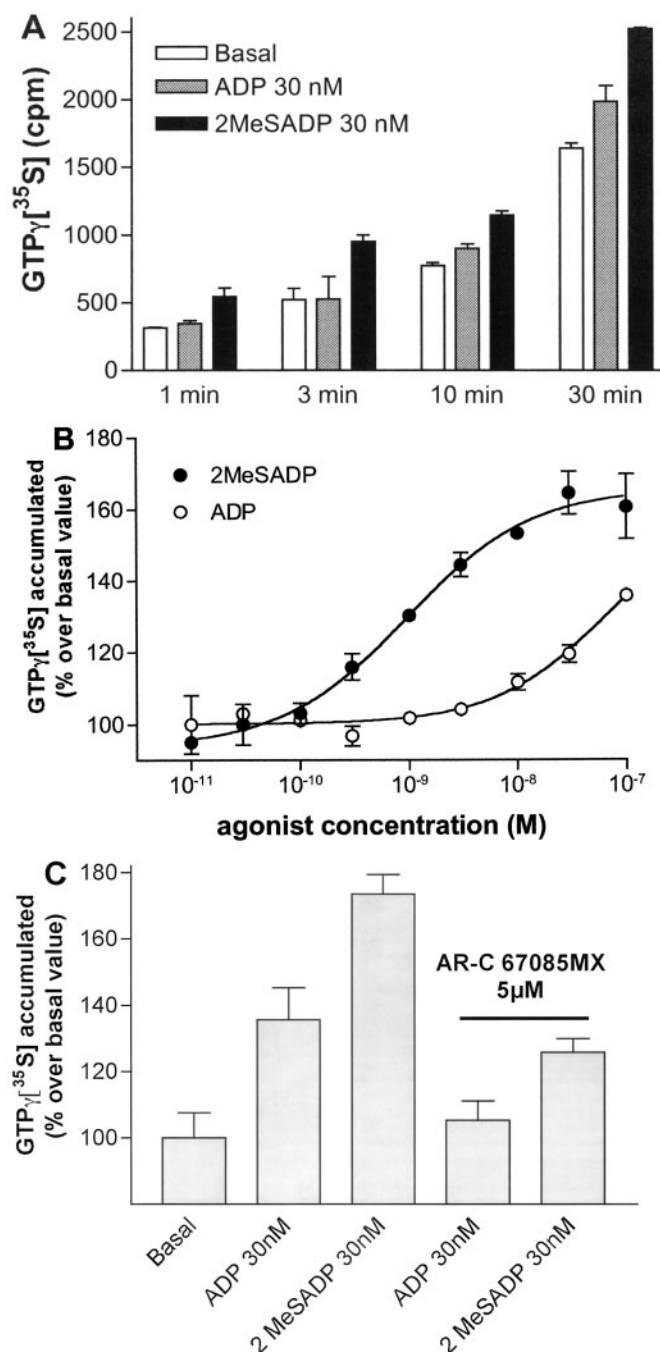 A
GTPγ[³⁵S] (cpm)
2500
2000
1500
1000
500
0
Basal
ADP 30 nM
2MeSADP 30 nM
1 min 3 min 10 min 30 min
B
GTPγ[³⁵S] accumulated
(% over basal value)
180
160
140
120
100
2MeSADP
ADP
10⁻¹¹ 10⁻¹⁰ 10⁻⁹ 10⁻⁸ 10⁻⁷
agonist concentration (M)
C
GTPγ[³⁵S] accumulated
(% over basal value)
180
160
140
120
100
AR-C 67085MX
5µM
Basal
ADP 30nM
2 MeSADP 30nM
ADP 30nM
2 MeSADP 30nM